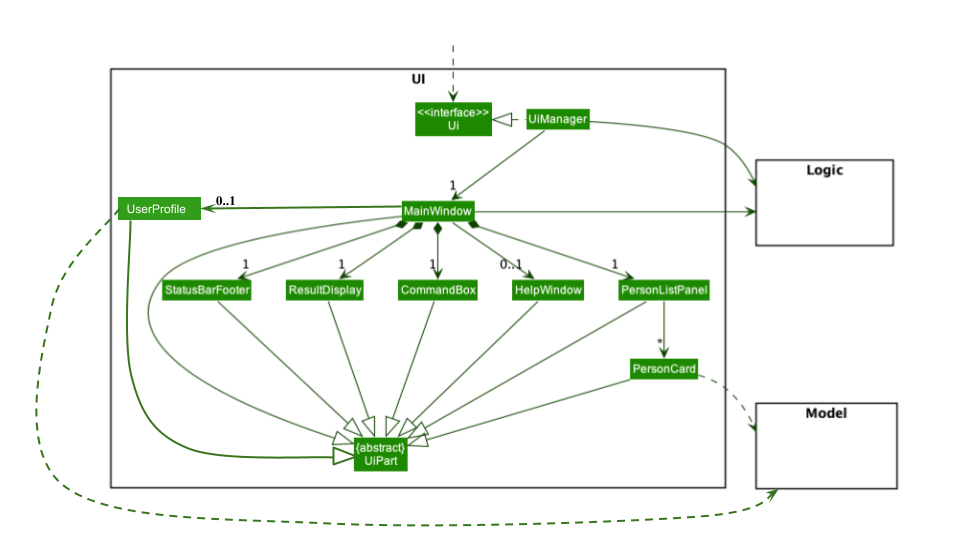 UI
<<interface>>
Ui
UiManager
Logic
1
UserProfile
0..1
MainWindow
1
1
1
0..1
1
StatusBarFooter
ResultDisplay
CommandBox
HelpWindow
PersonListPanel
*
PersonCard
Model
{abstract}
UiPart